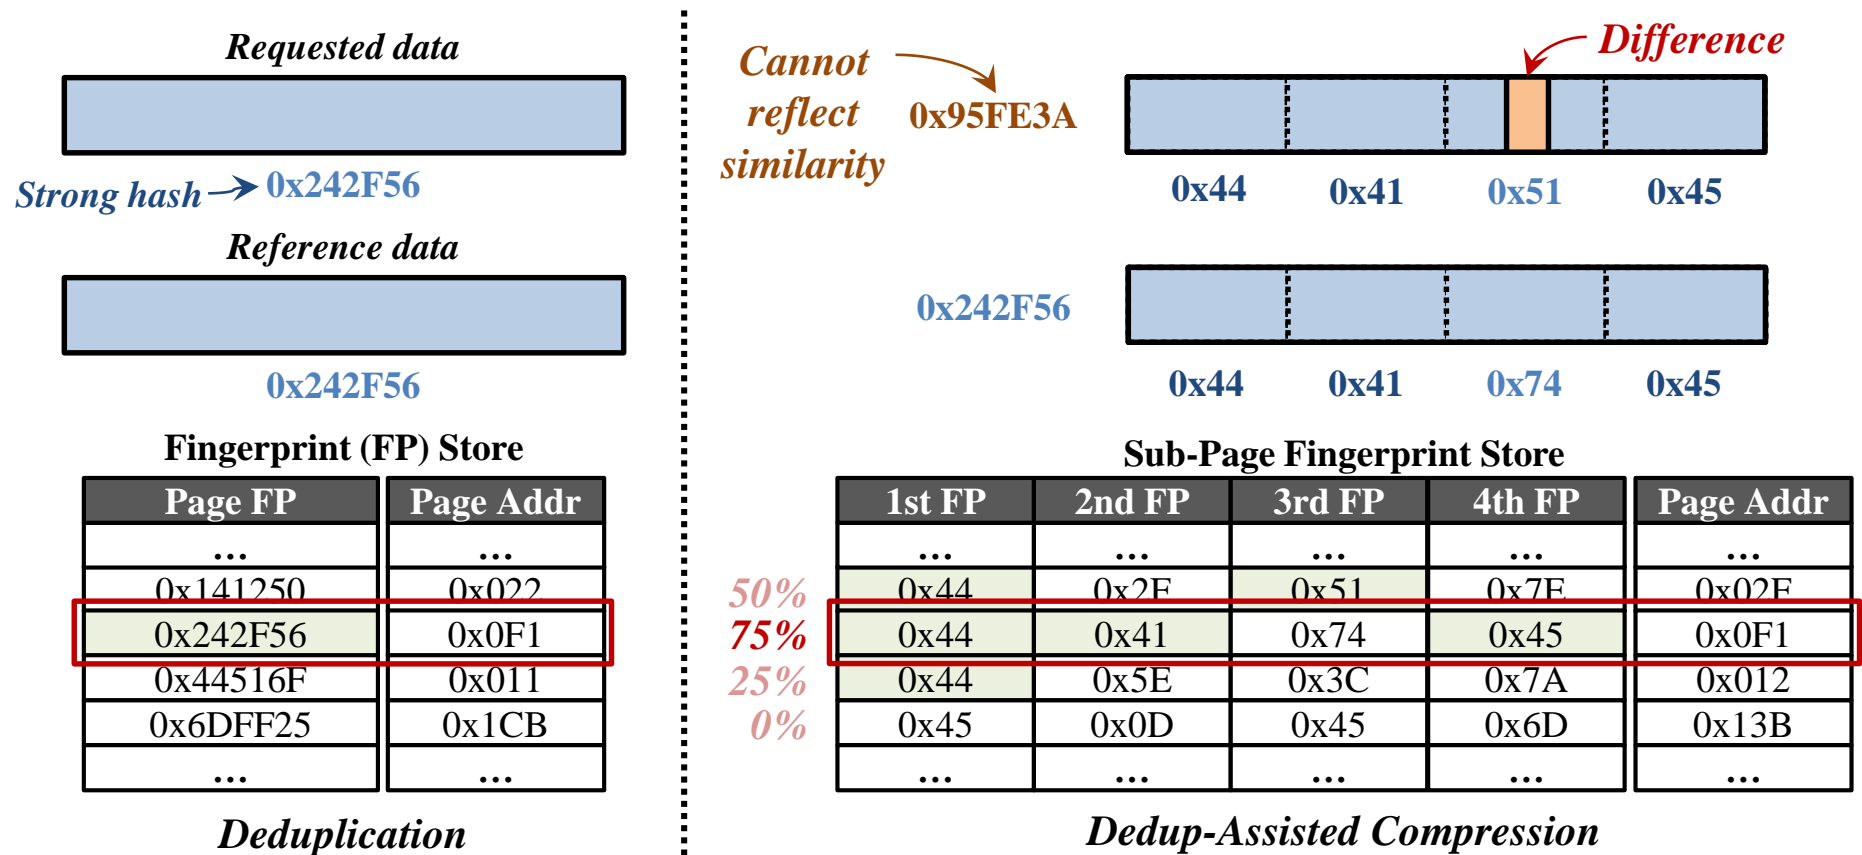 Requested data
Strong hash 0x242F56
Reference data
0x242F56
Fingerprint (FP) Store
Page FP Page Addr
... ...
0x141250 0x022
0x242F56 0x0F1
0x44516F 0x011
0x6DFF25 0x1CB
... ...
Deduplication
Cannot
reflect
similarity
0x95FE3A
Difference
0x44 0x41 0x51 0x45
0x242F56
0x44 0x41 0x74 0x45
Sub-Page Fingerprint Store
1st FP 2nd FP 3rd FP 4th FP Page Addr
... ... ... ... ...
50% 0x44 0x2F 0x51 0x7E 0x02F
75% 0x44 0x41 0x74 0x45 0x0F1
25% 0x44 0x5E 0x3C 0x7A 0x012
0% 0x45 0x0D 0x45 0x6D 0x13B
... ... ... ... ...
Dedup-Assisted Compression